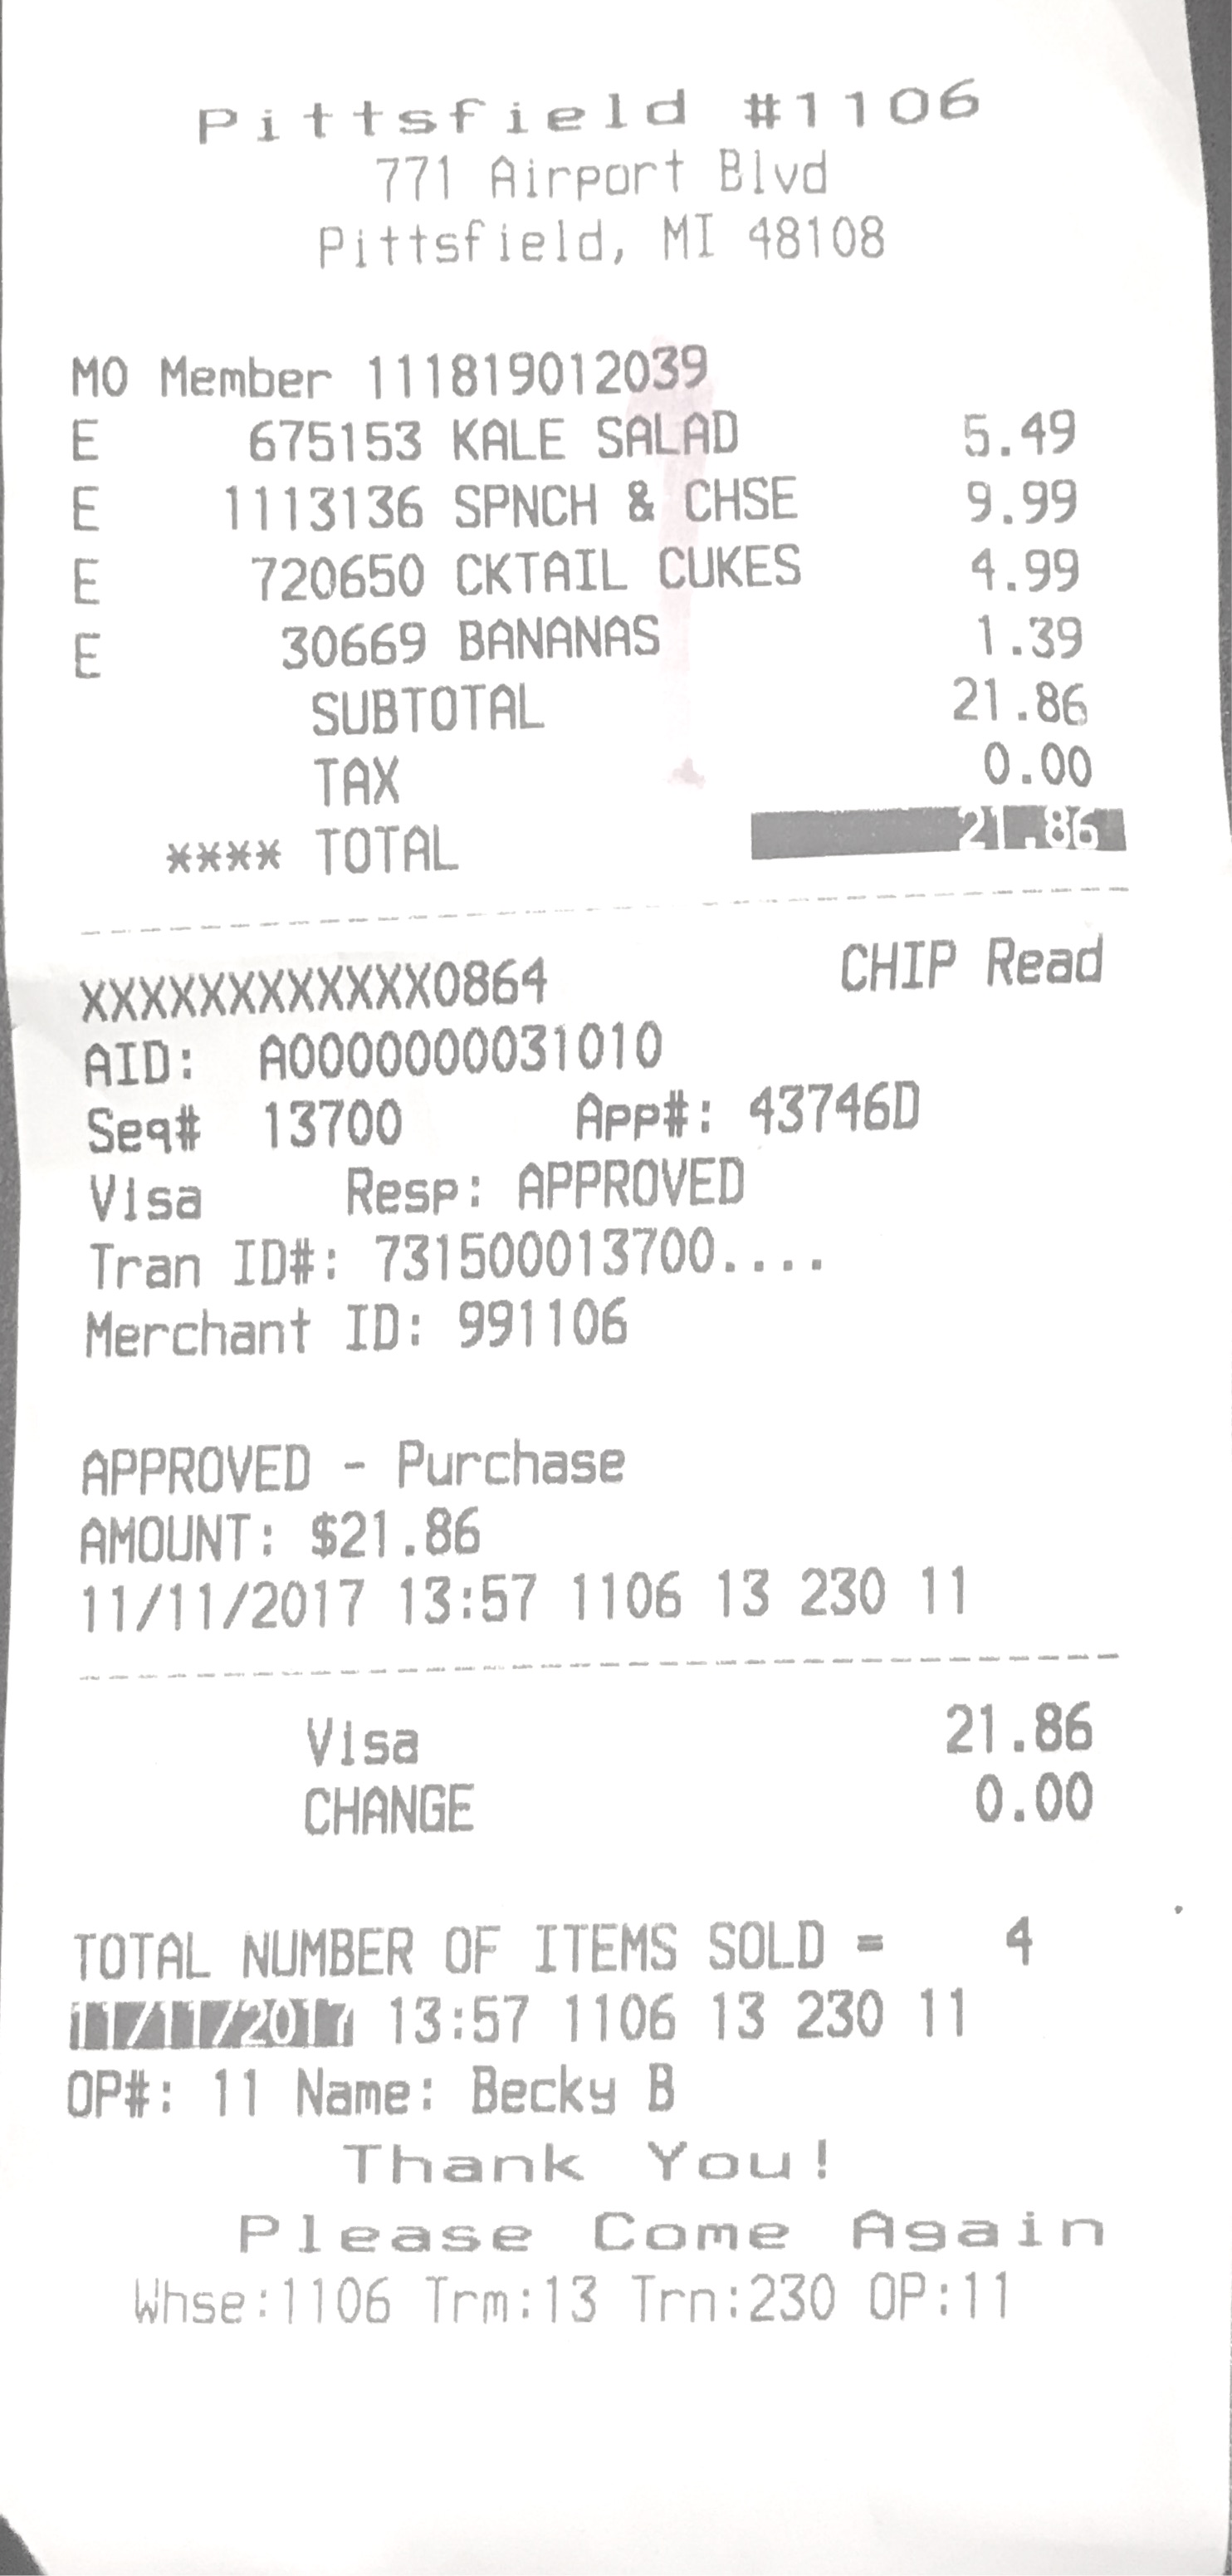 Pittsfield #1106
771 Airport Blvd
Pittsfield, MI 48108
MO Member 111819012039
E 675153 KALE SALAD 5.49
E 1113136 SPNCH & CHSE 9.99
E 720650 CKTAIL CUKES 4.99
E 30669 BANANAS 1.39
SUBTOTAL 21.86
TAX 0.00
**** TOTAL 21.86
XXXXXXXXXXXX0864 CHIP Read
AID: A0000000031010
Seq# 13700 App#: 43746D
Visa Resp: APPROVED
Tran ID#: 731500013700....
Merchant ID: 991106
APPROVED - Purchase
AMOUNT: $21.86
11/11/2017 13:57 1106 13 230 11
Visa 21.86
CHANGE 0.00
TOTAL NUMBER OF ITEMS SOLD = 4
11/11/2017 13:57 1106 13 230 11
OP#: 11 Name: Becky B
Thank You!
Please Come Again
Whse:1106 Trm:13 Trn:230 OP:11